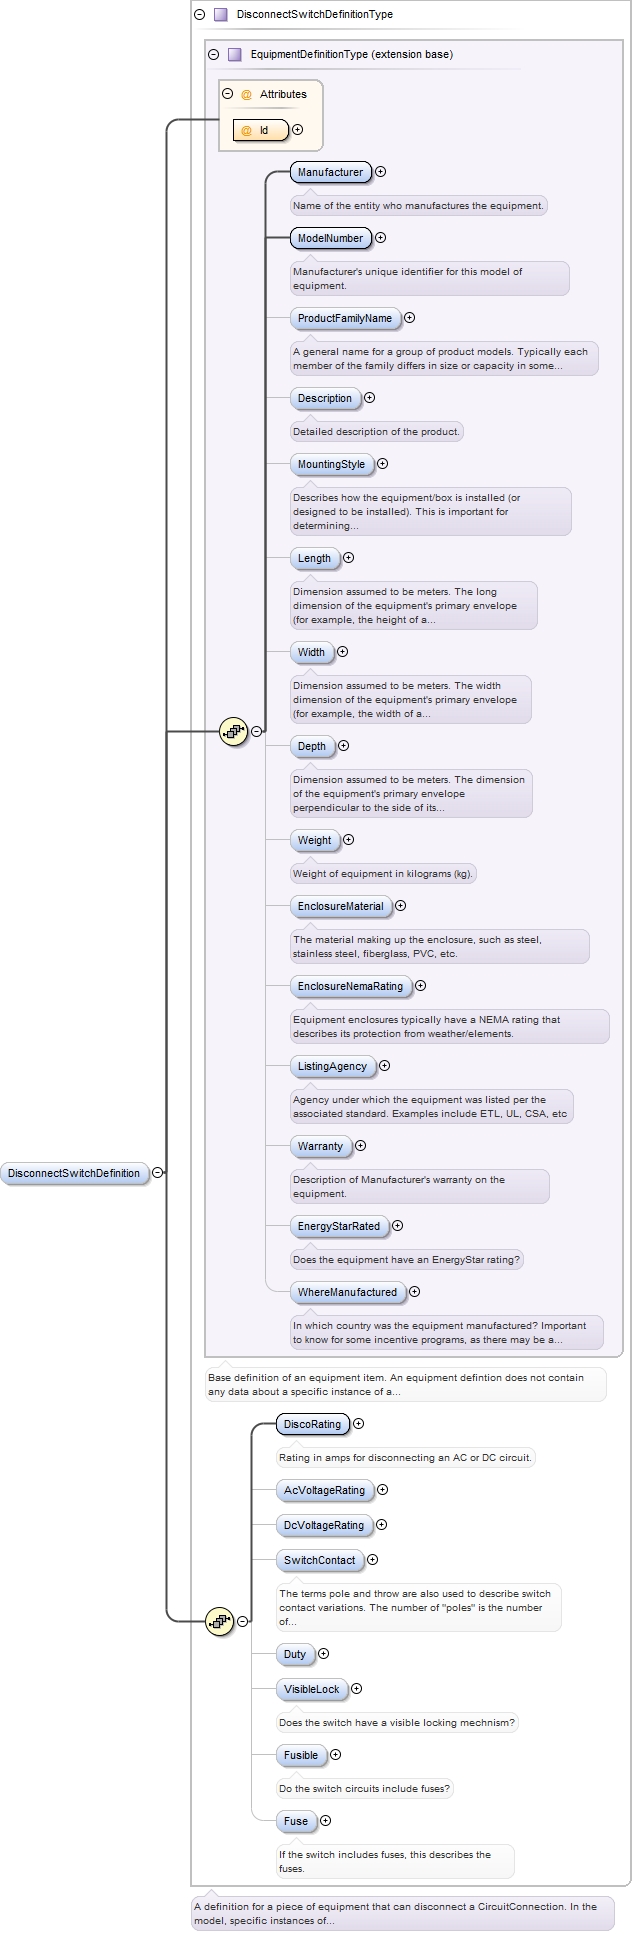 DisconnectSwitchDefinitionType
EquipmentDefinitionType (extension base)
@ Attributes
@ Id
Manufacturer
Name of the entity who manufactures the equipment.
ModelNumber
Manufacturer's unique identifier for this model of
equipment.
ProductFamilyName
A general name for a group of product models. Typically each
member of the family differs in size or capacity in some...
Description
Detailed description of the product.
MountingStyle
Describes how the equipment/box is installed (or
designed to be installed). This is important for
determining...
Length
Dimension assumed to be meters. The long
dimension of the equipment's primary envelope
(for example, the height of a...
Width
Dimension assumed to be meters. The width
dimension of the equipment's primary envelope
(for example, the width of a...
Depth
Dimension assumed to be meters. The dimension
of the equipment's primary envelope
perpendicular to the side of its...
Weight
Weight of equipment in kilograms (kg).
EnclosureMaterial
The material making up the enclosure, such as steel,
stainless steel, fiberglass, PVC, etc.
EnclosureNemaRating
Equipment enclosures typically have a NEMA rating that
describes its protection from weather/elements.
ListingAgency
Agency under which the equipment was listed per the
associated standard. Examples include ETL, UL, CSA, etc
Warranty
DisconnectSwitchDefinition
Description of Manufacturer's warranty on the
equipment.
EnergyStarRated
Does the equipment have an EnergyStar rating?
WhereManufactured
In which country was the equipment manufactured? Important
to know for some incentive programs, as there may be a...
Base definition of an equipment item. An equipment defintion does not contain
any data about a specific instance of a...
DiscoRating
Rating in amps for disconnecting an AC or DC circuit.
AcVoltageRating
DcVoltageRating
SwitchContact
The terms pole and throw are also used to describe switch
contact variations. The number of "poles" is the number
of...
Duty
VisibleLock
Does the switch have a visible locking mechnism?
Fusible
Do the switch circuits include fuses?
Fuse
If the switch includes fuses, this describes the
fuses.
A definition for a piece of equipment that can disconnect a CircuitConnection. In the
model, specific instances of...